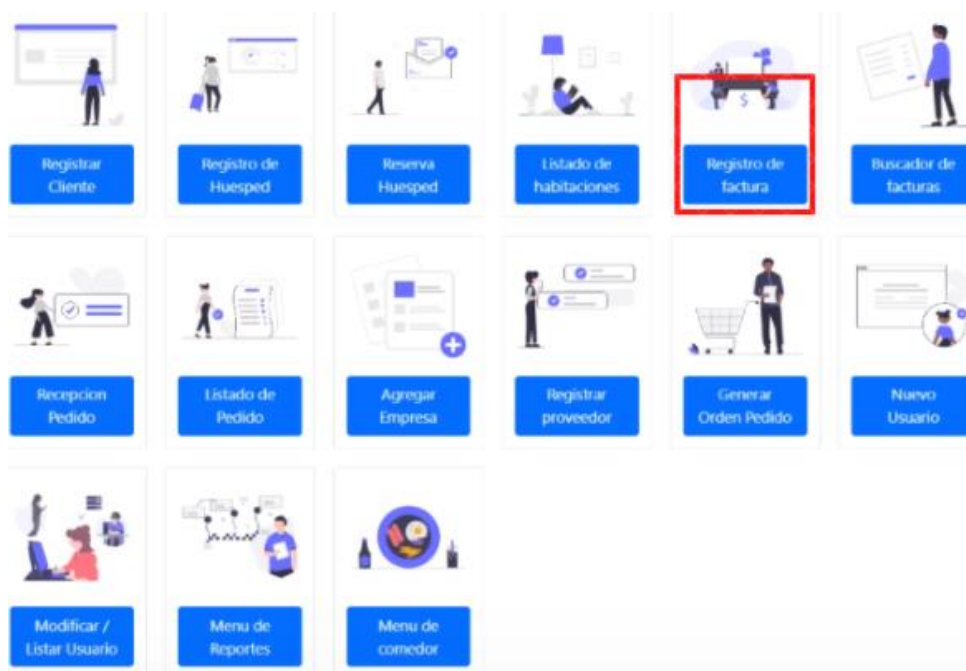 Registrar
Cliente
Registro de
Huesped
Reserva
Huesped
Listado de
habitaciones
Registro de
factura
Buscador de
facturas
Recepcion
Pedido
Listado de
Pedido
Agregar
Empresa
Registrar
proveedor
Generar
Orden Pedido
Nuevo
Usuario
Modificar /
Listar Usuario
Menu de
Reportes
Menu de
comedor